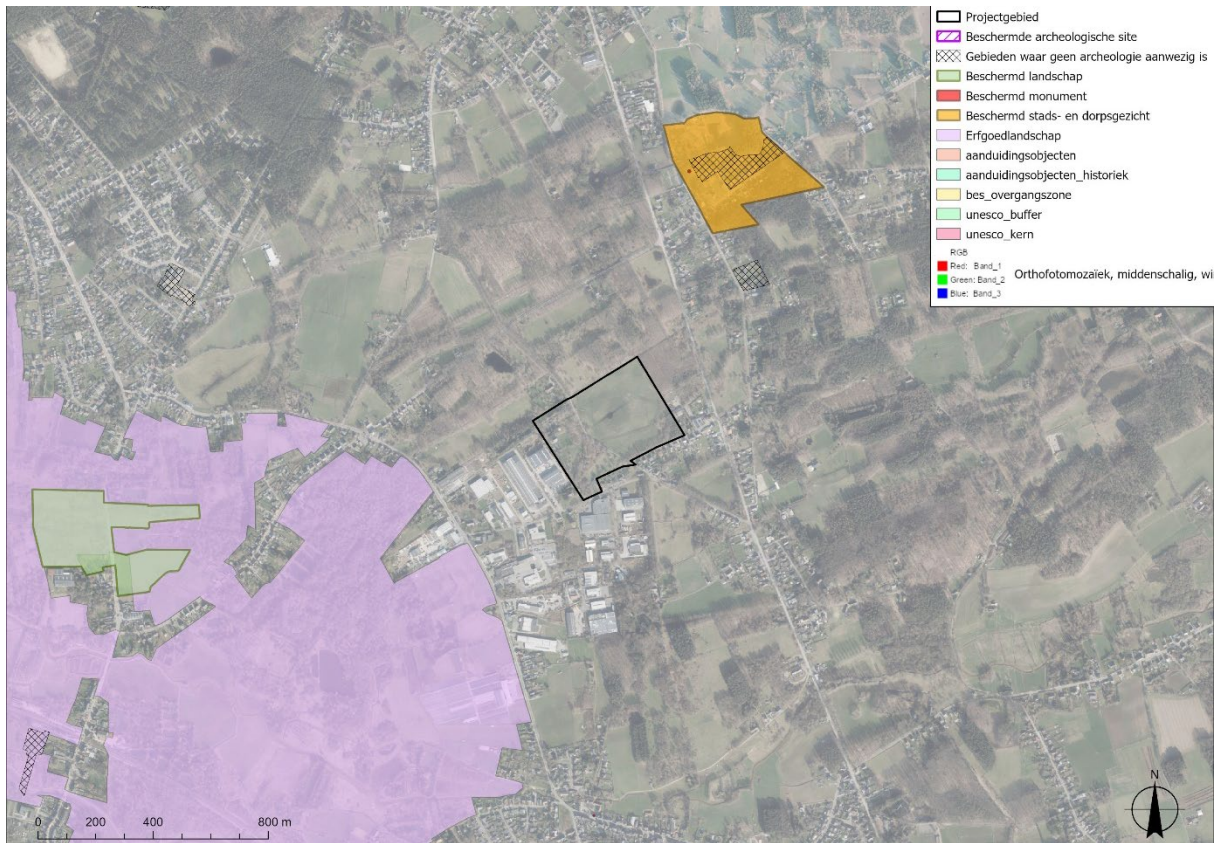 Projectgebied
Beschermde archeologische site
Gebieden waar geen archeologie aanwezig is
Beschermd landschap
Beschermd monument
Beschermd stads- en dorpsgezicht
Erfgoedlandschap
aanduidingsobjecten
aanduidingsobjecten_historiek
bes_overgangszone
unesco_buffer
unesco_kern
RGB
Red: Band_1
Green: Band_2
Blue: Band_3
Orthofotomozaïek, middenschalig, wi
N
0 200 400 800 m